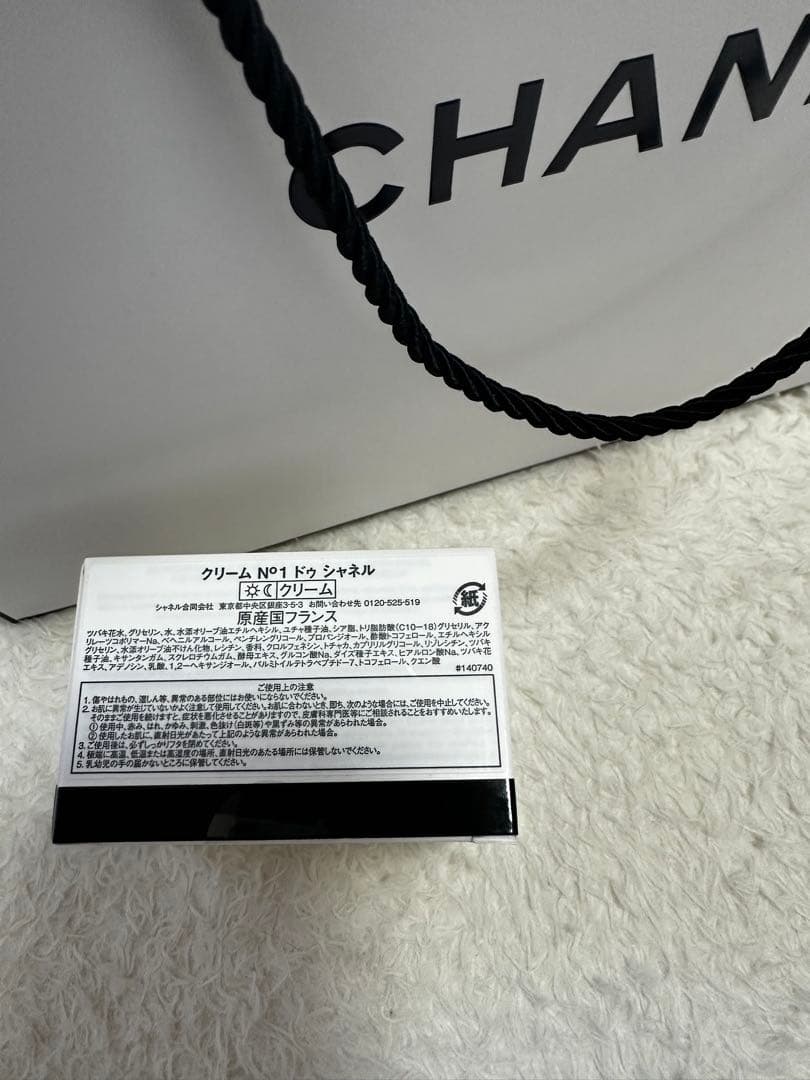 CHAN
クリーム Nº1 ドゥ シャネル
クリーム
シャネル合同会社 東京都中央区銀座3-5-3 お問い合わせ先 0120-525-519
原産国フランス
紙
ツバキ花水、グリセリン、水、水添オリーブ油エチルヘキシル、ユチャ種子油、シア脂、トリ脂肪酸(C10-18)グリセリル、アク
リレーツコポリマーNa、ベヘニルアルコール、ペンチレングリコール、プロパンジオール、酢酸トコフェロール、エチルヘキシル
グリセリン、水添オリーブ油不けん化物、レシチン、香料、クロルフェネシン、トチャカ、カプリリルグリコール、リゾレシチン、ツバキ
種子油、キサンタンガム、スクレロチウムガム、酵母エキス、グルコン酸Na、ダイズ種子エキス、ヒアルロン酸Na、ツバキ花
エキス、アデノシン、乳酸、1,2-ヘキサンジオール、パルミトイルテトラペプチド-7、トコフェロール、クエン酸
#140740
ご使用上の注意
1. 傷やはれもの、湿しん等、異常のある部位にはお使いにならないでください。
2. お肌に異常が生じていないかよく注意して使用してください。お肌に合わないとき、即ち、次のような場合には、ご使用を中止してください。
そのままご使用を続けますと、症状を悪化させることがありますので、皮膚科専門医等にご相談されることをおすすめいたします。
① 使用中、赤み、はれ、かゆみ、刺激、色抜け(白斑等)や黒ずみ等の異常があらわれた場合。
② 使用したお肌に、直射日光があたって上記のような異常があらわれた場合。
3. ご使用後は、必ずしっかりフタを閉めてください。
4. 極端に高温、低温または高湿度の場所、直射日光のあたる場所には保管しないでください。
5. 乳幼児の手の届かないところに保管してください。